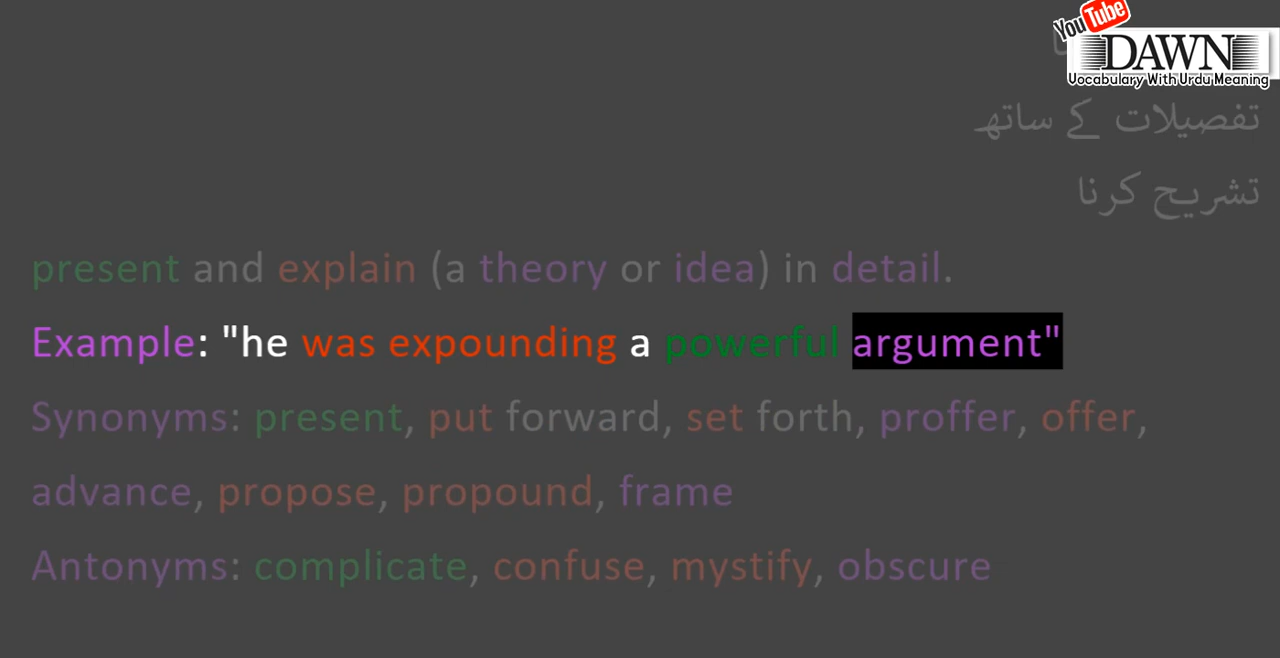 YouTube
DAWN
Vocabulary With Urdu Meaning
تفصیلات کے ساتھ
تشریح کرنا
present and explain (a theory or idea) in detail.
Example: "he was expounding a powerful argument"
Synonyms: present, put forward, set forth, proffer, offer,
advance, propose, propound, frame
Antonyms: complicate, confuse, mystify, obscure